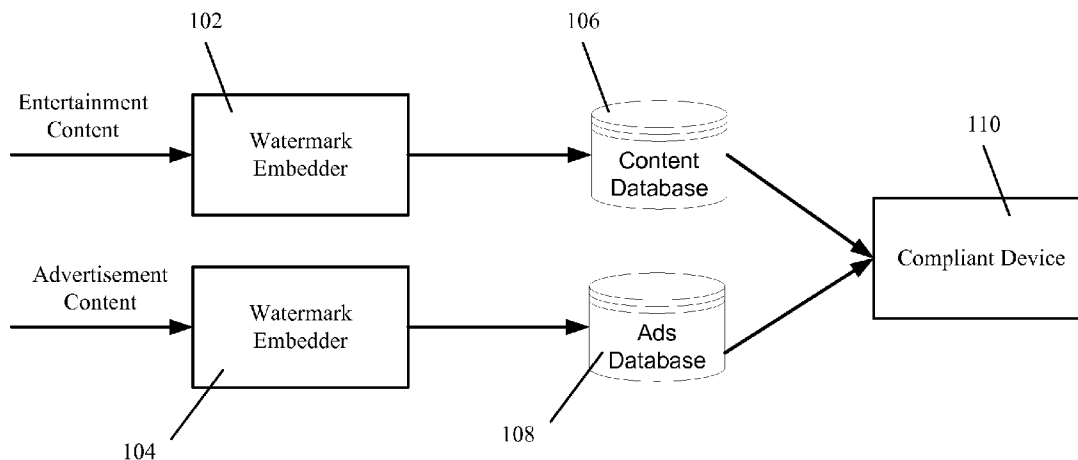 102
106
Entertainment
Content
Watermark
Embedder
Content
Database
110
Compliant Device
Advertisement
Content
Watermark
Embedder
Ads
Database
104
108